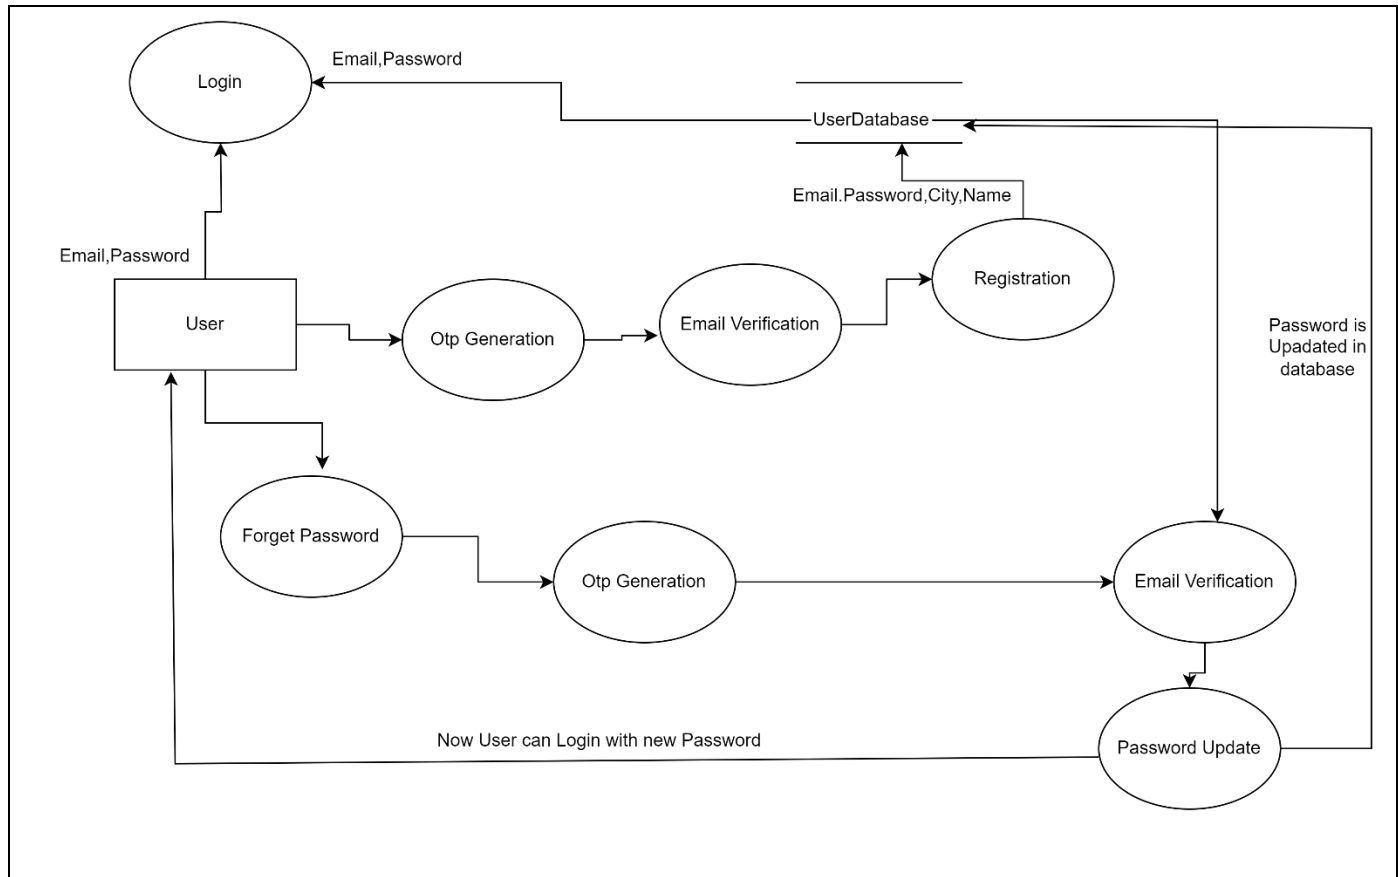 Login
Email,Password
UserDatabase
Email.Password,City,Name
Email,Password
User
Otp Generation
Email Verification
Registration
Password is
Upadated in
database
Forget Password
Otp Generation
Email Verification
Now User can Login with new Password
Password Update